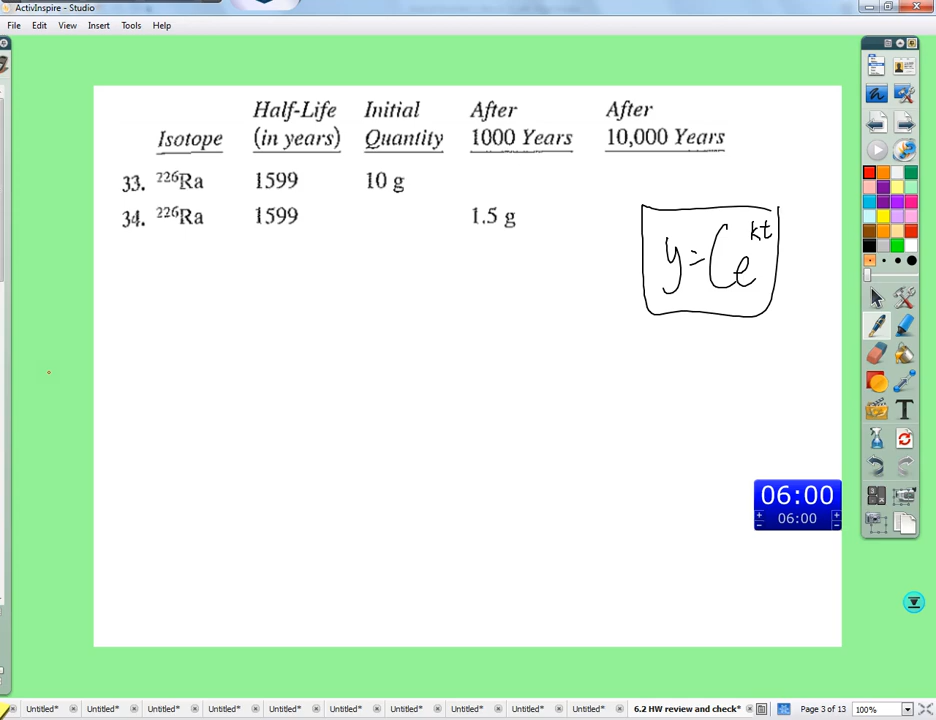 ActivInspire - Studio
File Edit View Insert Tools Help
Half-Life Initial After After
Isotope (in years) Quantity 1000 Years 10,000 Years
33. ²²⁶Ra 1599 10 g
34. ²²⁶Ra 1599 1.5 g
y=Ce^kt
06:00
06:00
Untitled* Untitled* Untitled* Untitled* Untitled* Untitled* Untitled* Untitled* Untitled* Untitled* 6.2 HW review and check* Page 3 of 13 100%